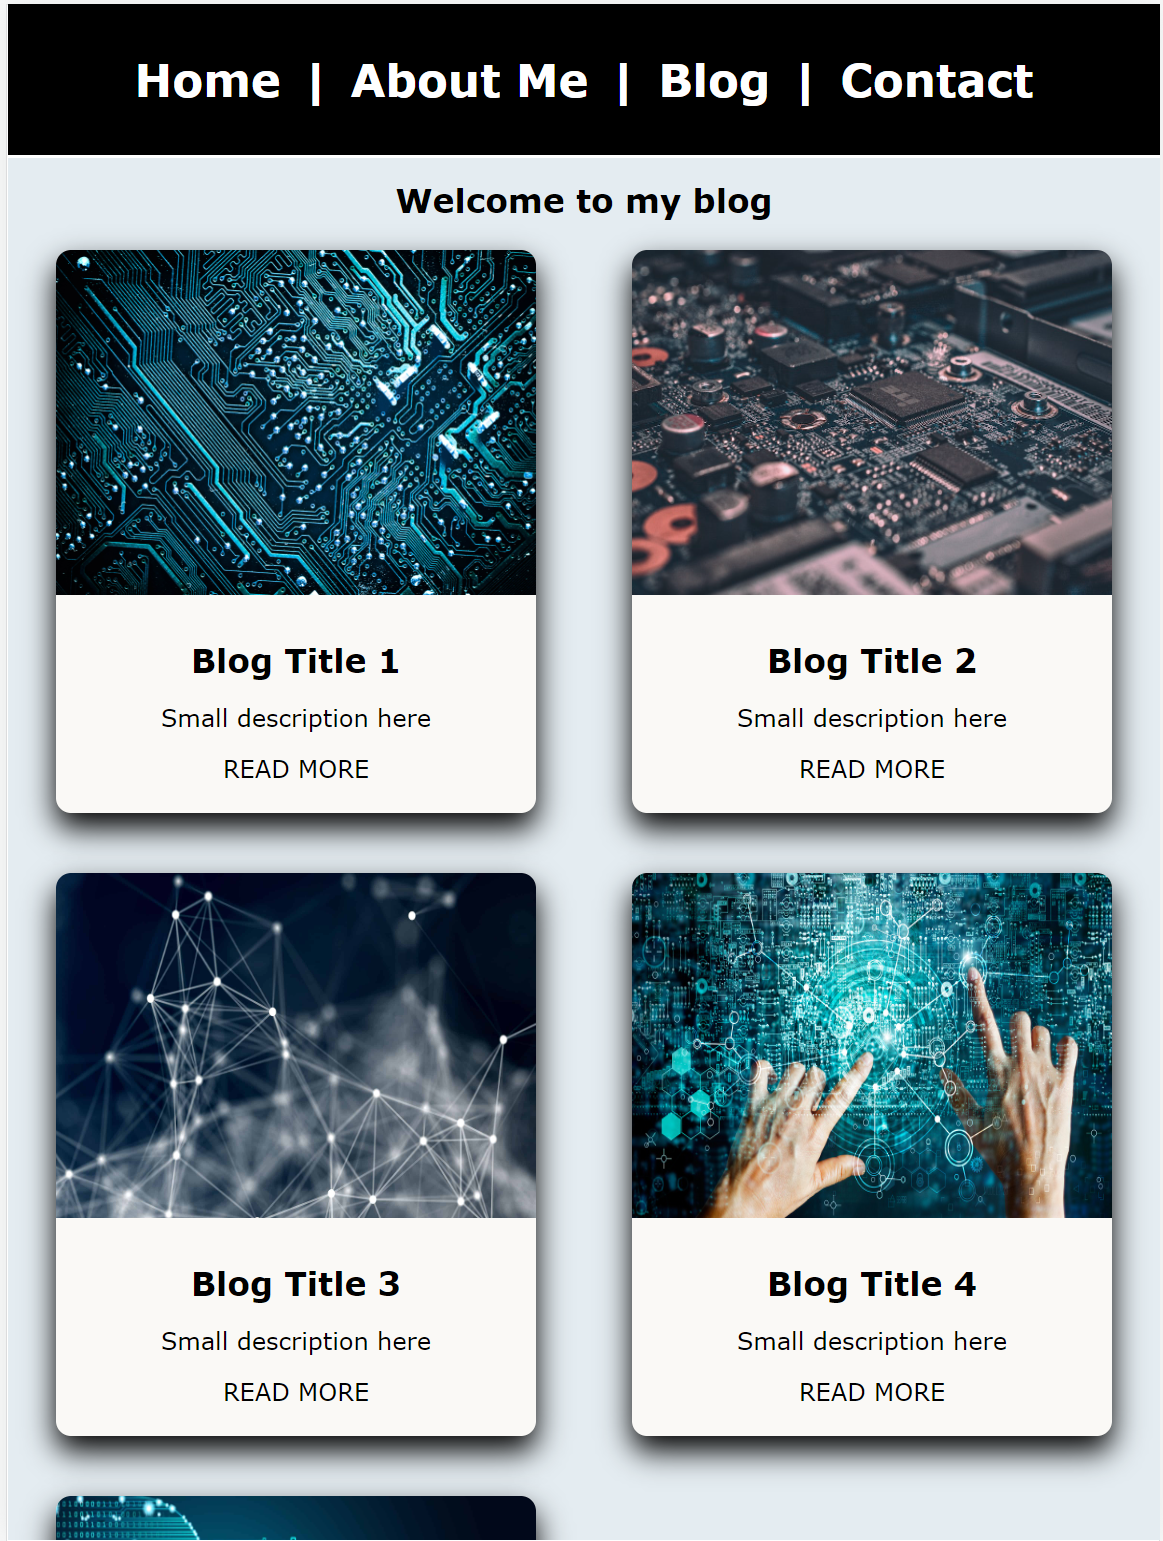 Home | About Me | Blog | Contact
Welcome to my blog
Blog Title 1
Small description here
READ MORE
Blog Title 2
Small description here
READ MORE
Blog Title 3
Small description here
READ MORE
Blog Title 4
Small description here
READ MORE